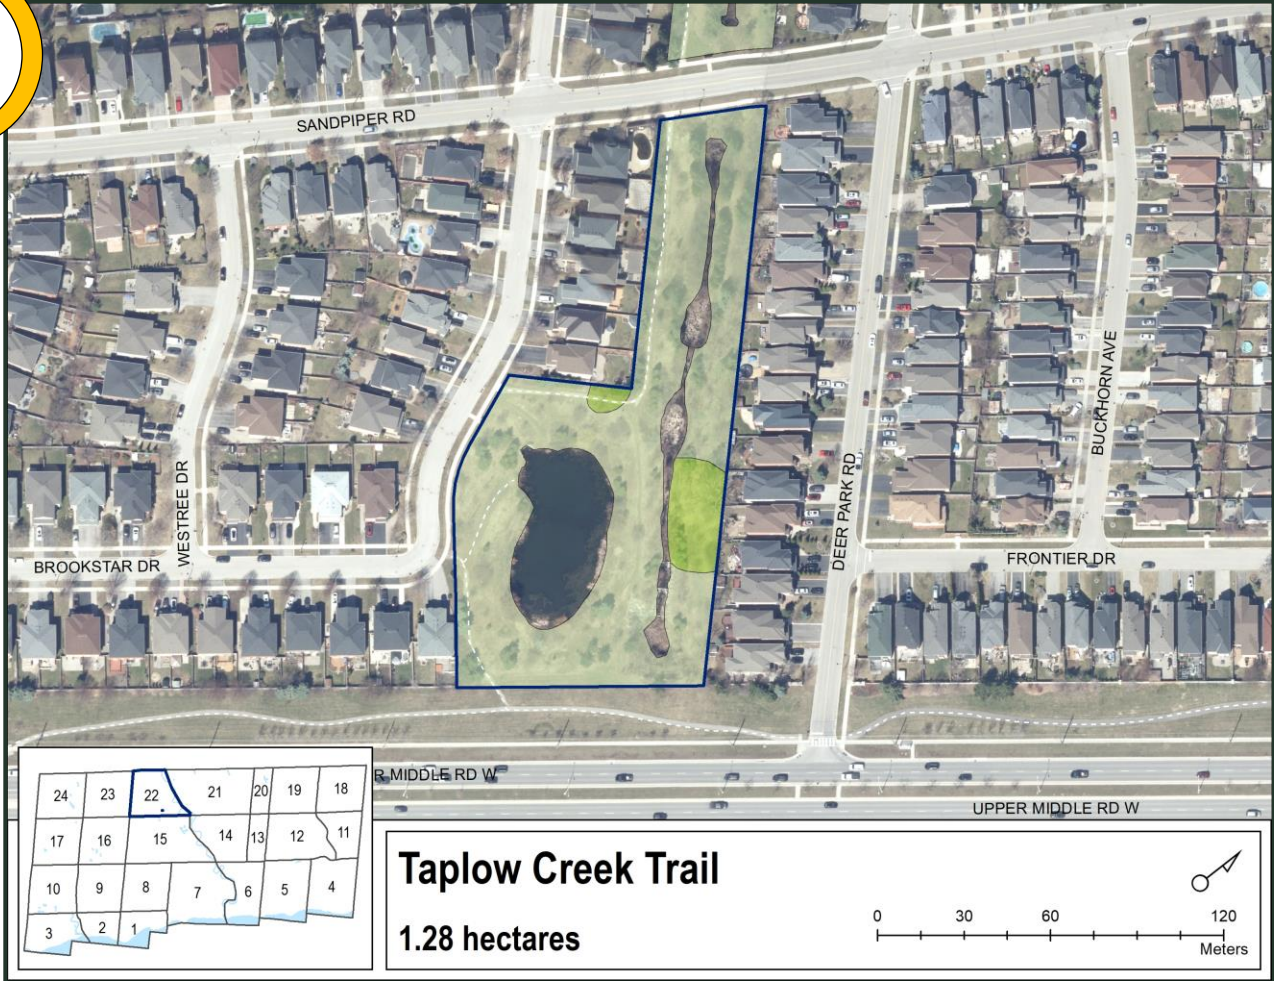 SANDPIPER RD
BUCKHORN AVE
WESTREE DR
DEER PARK RD
BROOKSTAR DR
FRONTIER DR
R MIDDLE RD W
UPPER MIDDLE RD W
24 23 22 21 20 19 18
17 16 15 14 13 12 11
10 9 8 7 6 5 4
3 2 1
Taplow Creek Trail
1.28 hectares
0 30 60 120
Meters